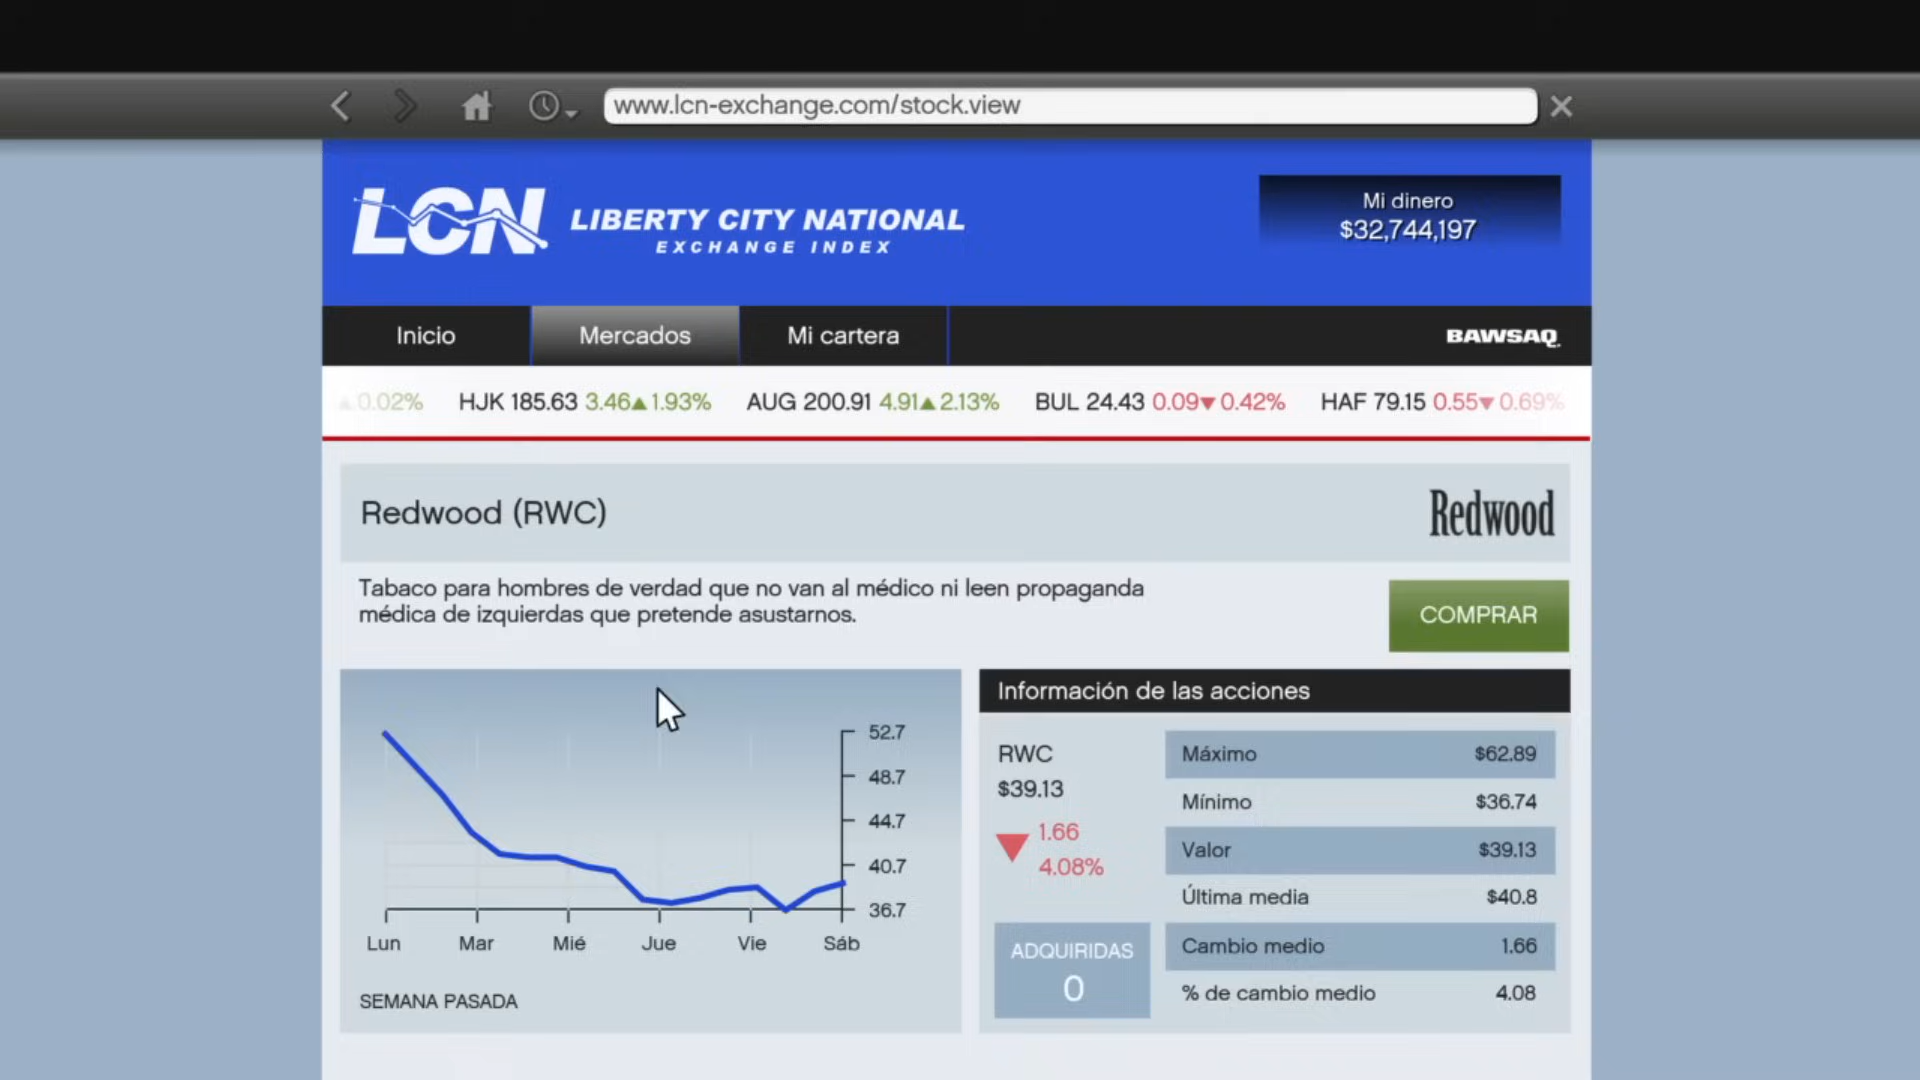 www.lcn-exchange.com/stock.view
LCN LIBERTY CITY NATIONAL
EXCHANGE INDEX
Mi dinero
$32,744,197
Inicio Mercados Mi cartera BAWSAQ
▲0.02% HJK 185.63 3.46▲1.93% AUG 200.91 4.91▲2.13% BUL 24.43 0.09▼0.42% HAF 79.15 0.55▼0.69%
Redwood (RWC) Redwood
Tabaco para hombres de verdad que no van al médico ni leen propaganda
médica de izquierdas que pretende asustarnos.
COMPRAR
52.7
48.7
44.7
40.7
36.7
Lun Mar Mié Jue Vie Sáb
SEMANA PASADA
Información de las acciones
RWC
$39.13
1.66
4.08%
ADQUIRIDAS
0
Máximo $62.89
Mínimo $36.74
Valor $39.13
Última media $40.8
Cambio medio 1.66
% de cambio medio 4.08